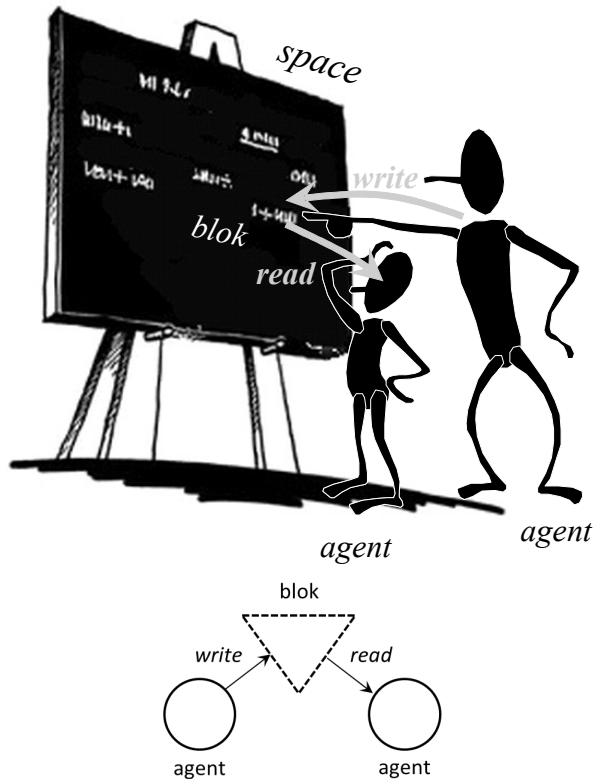 space
write
blok
read
agent
agent
blok
write read
agent agent